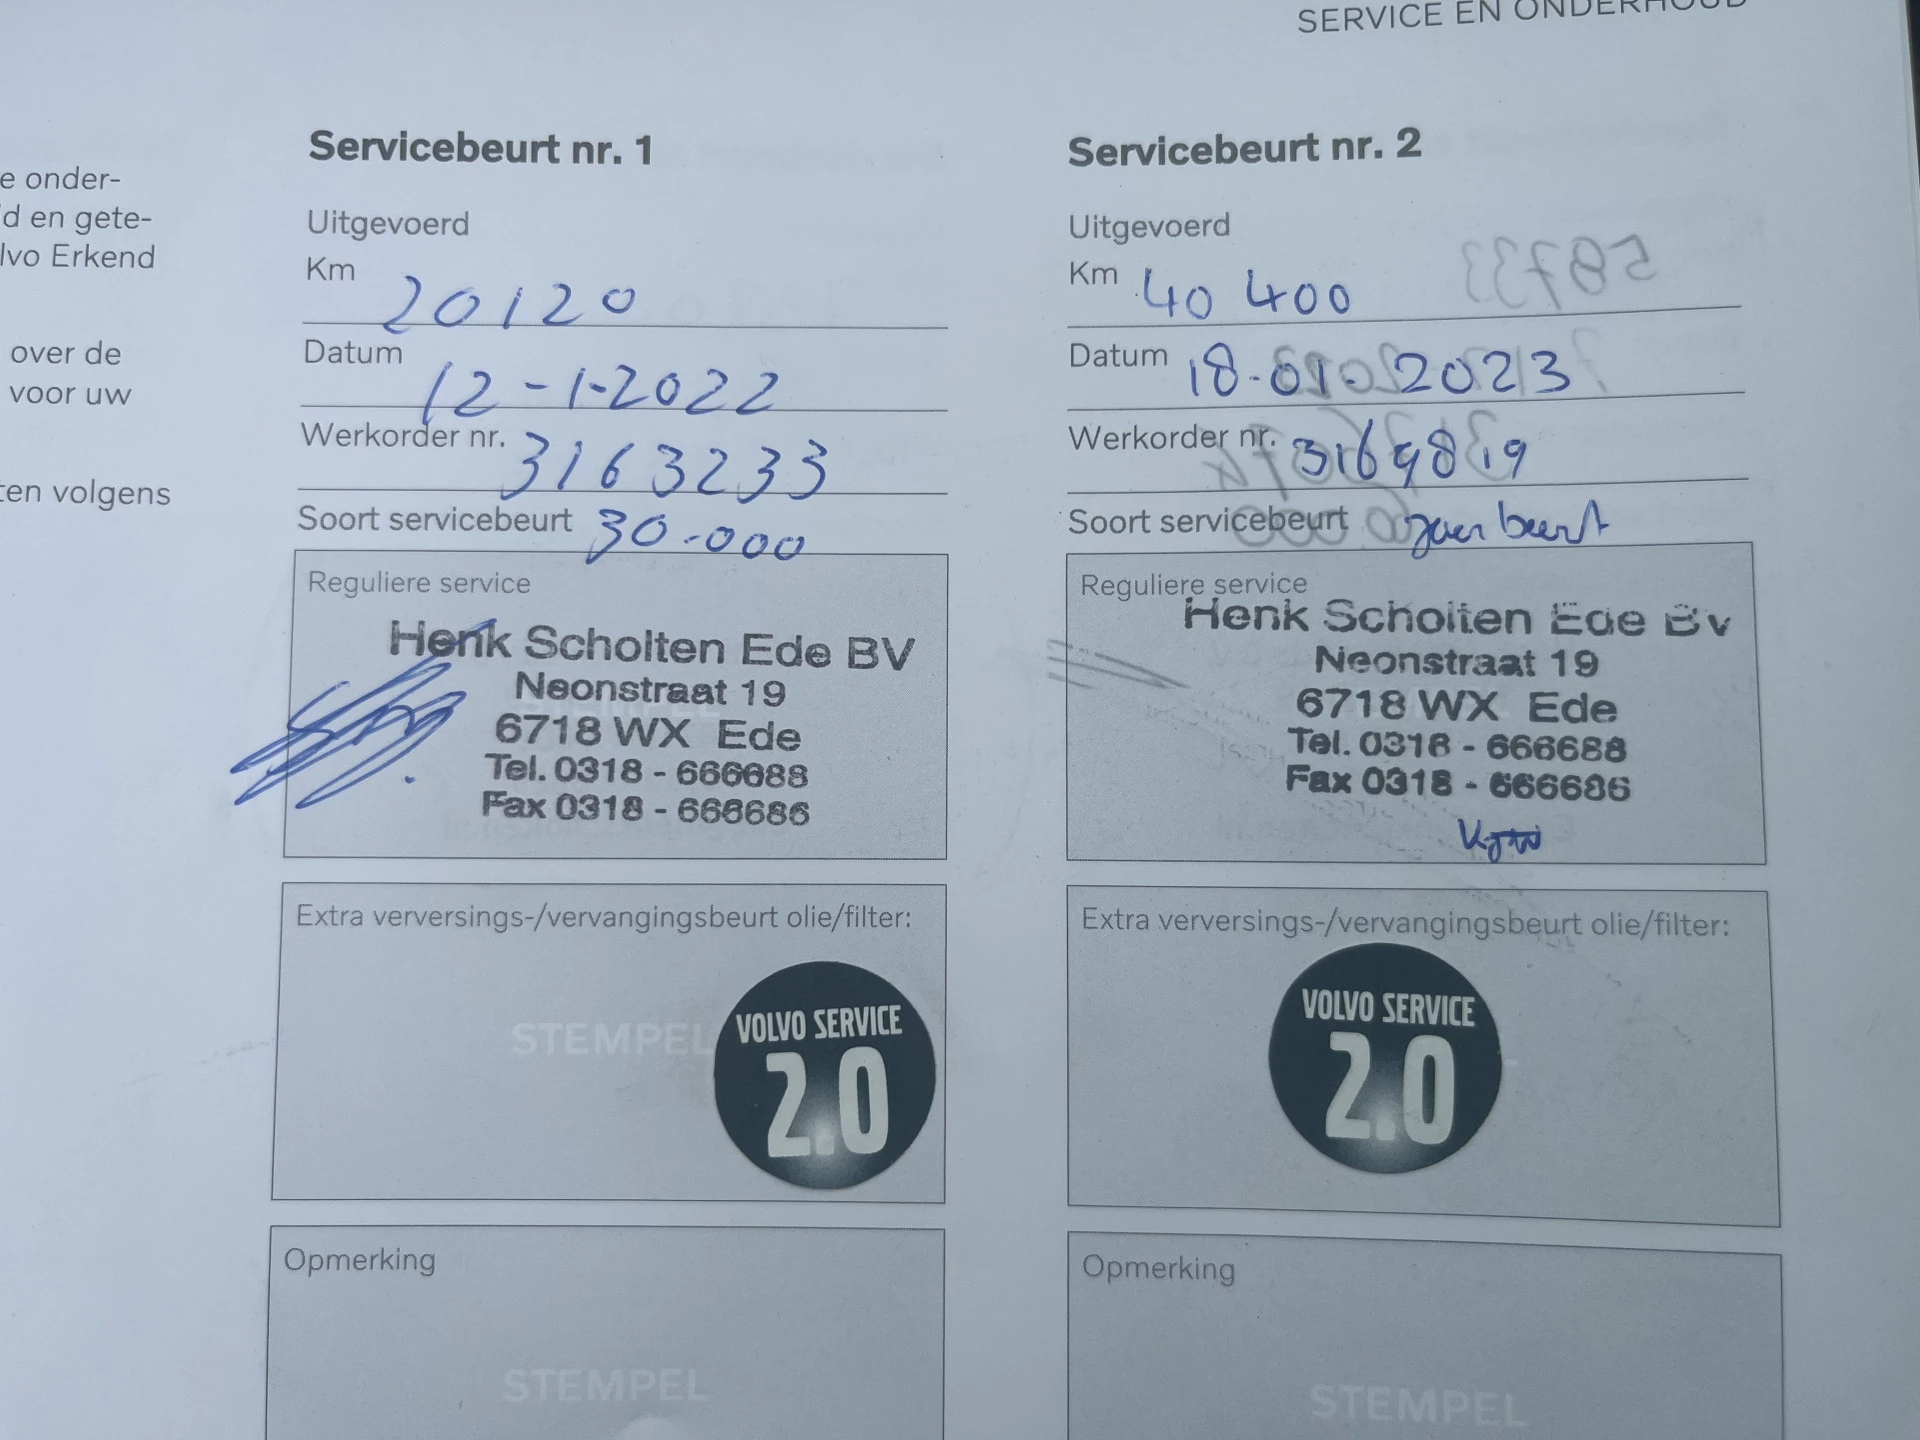 SERVICE EN ONDERHOUD
e onder-
d en gete-
lvo Erkend
over de
voor uw
ten volgens
Servicebeurt nr. 1
Uitgevoerd
Km 20120
Datum 12-1-2022
Werkorder nr. 3163233
Soort servicebeurt 30.000
Reguliere service
Henk Scholten Ede BV
Neonstraat 19
6718 WX Ede
Tel. 0318 - 666688
Fax 0318 - 666686
Extra verversings-/vervangingsbeurt olie/filter:
STEMPEL
VOLVO SERVICE
2.0
Opmerking
STEMPEL
Servicebeurt nr. 2
Uitgevoerd
Km 40 400
Datum 18-01-2023
Werkorder nr. 3169819
Soort servicebeurt jaarbeurt
Reguliere service
Henk Scholten Ede Bv
Neonstraat 19
6718 WX Ede
Tel. 0318 - 666688
Fax 0318 - 666686
Extra verversings-/vervangingsbeurt olie/filter:
VOLVO SERVICE
2.0
Opmerking
STEMPEL